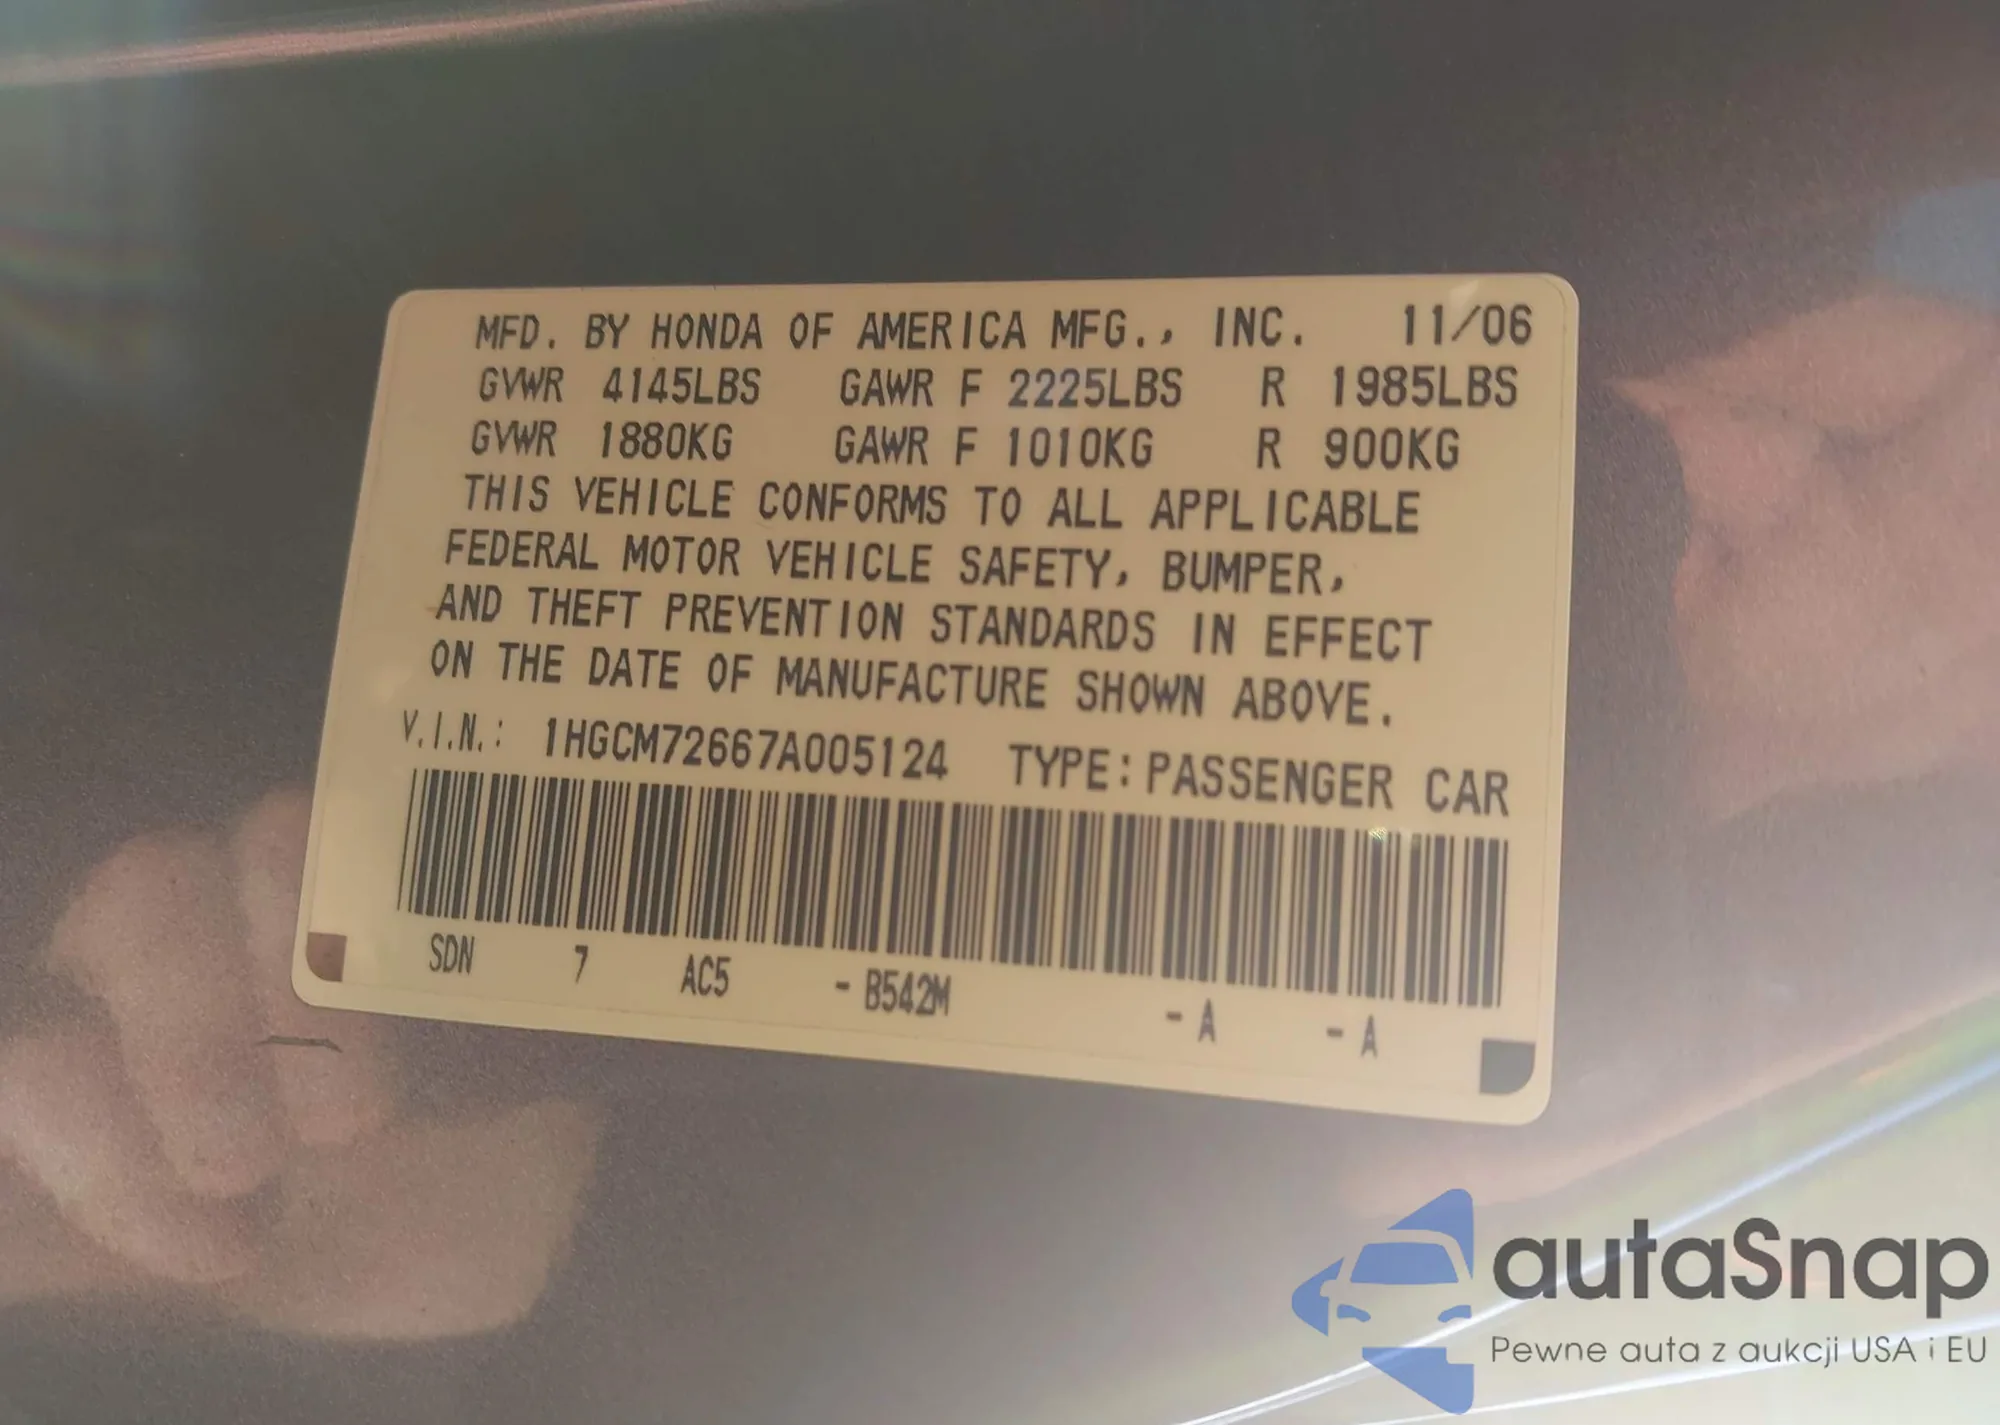 MFD. BY HONDA OF AMERICA MFG., INC. 11/06
GVWR 4145LBS GAWR F 2225LBS R 1985LBS
GVWR 1880KG GAWR F 1010KG R 900KG
THIS VEHICLE CONFORMS TO ALL APPLICABLE
FEDERAL MOTOR VEHICLE SAFETY, BUMPER,
AND THEFT PREVENTION STANDARDS IN EFFECT
ON THE DATE OF MANUFACTURE SHOWN ABOVE.
V.I.N.: 1HGCM72667A005124 TYPE: PASSENGER CAR
SDN 7 AC5 - B542M - A - A
autaSnap
Pewne auta z aukcji USA i EU